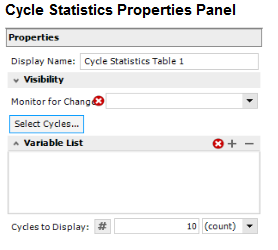 Cycle Statistics Properties Panel
Properties
Display Name: Cycle Statistics Table 1
Visibility
Monitor for Change
Select Cycles...
Variable List
Cycles to Display: # 10 (count)